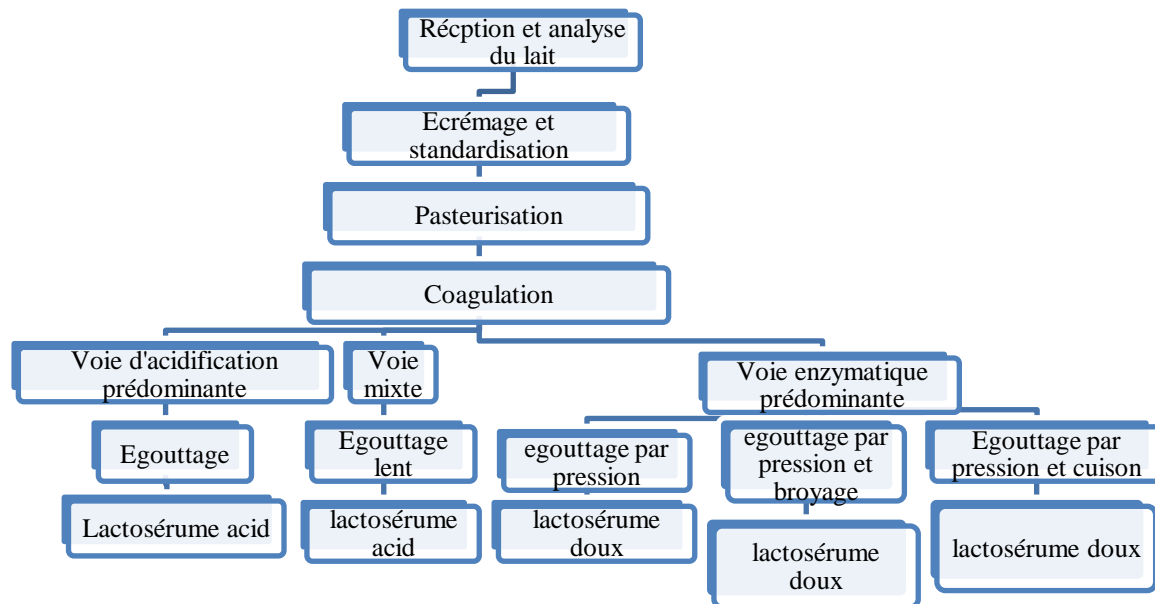 Récption et analyse
du lait
Ecrémage et
standardisation
Pasteurisation
Coagulation
Voie d'acidification
prédominante
Voie
mixte
Voie enzymatique
prédominante
Egouttage
Egouttage
lent
egouttage par
pression
egouttage par
pression et
broyage
Egouttage par
pression et cuison
Lactosérume acid
lactosérume
acid
lactosérume
doux
lactosérume
doux
lactosérume doux